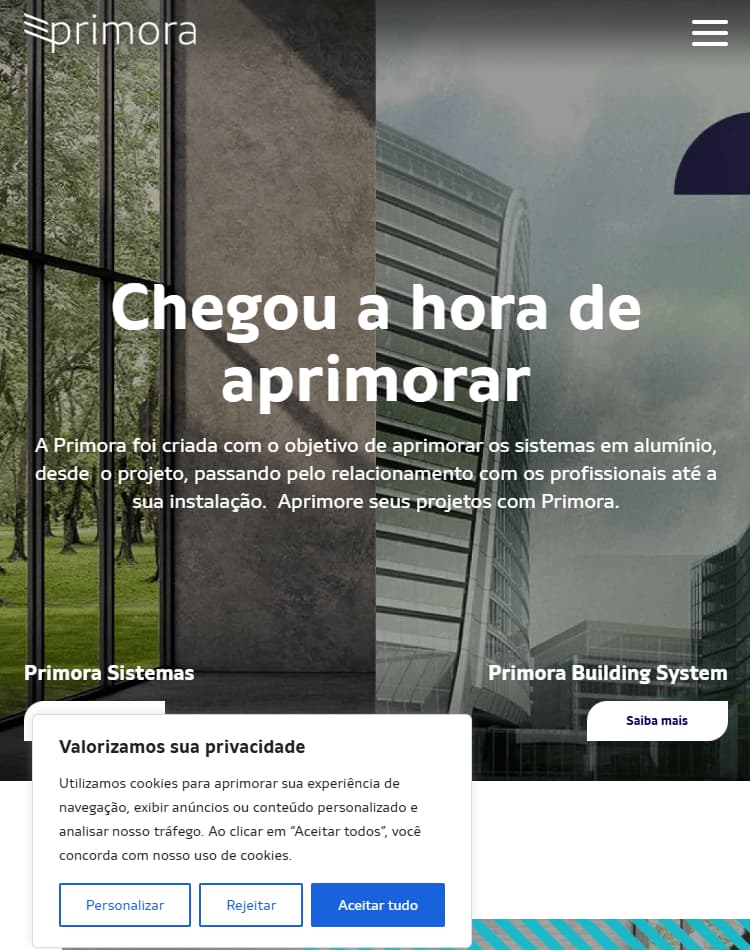 primora
Chegou a hora de
aprimorar
A Primora foi criada com o objetivo de aprimorar os sistemas em alumínio,
desde  o projeto, passando pelo relacionamento com os profissionais até a
sua instalação.  Aprimore seus projetos com Primora.
Primora Sistemas
Primora Building System
Saiba mais
Valorizamos sua privacidade
Utilizamos cookies para aprimorar sua experiência de
navegação, exibir anúncios ou conteúdo personalizado e
analisar nosso tráfego. Ao clicar em “Aceitar todos”, você
concorda com nosso uso de cookies.
Personalizar
Rejeitar
Aceitar tudo